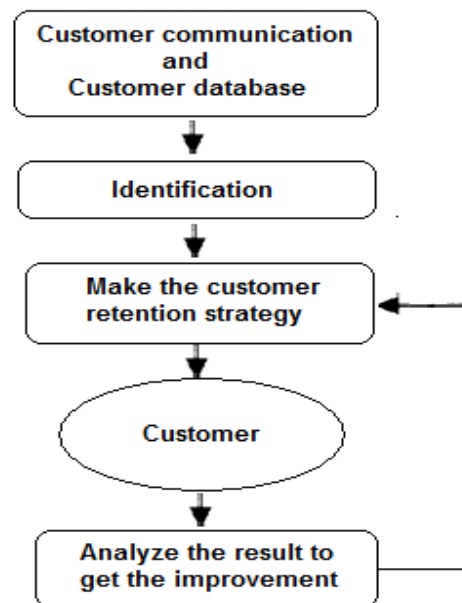 Customer communication
and
Customer database
Identification
Make the customer
retention strategy
Customer
Analyze the result to
get the improvement